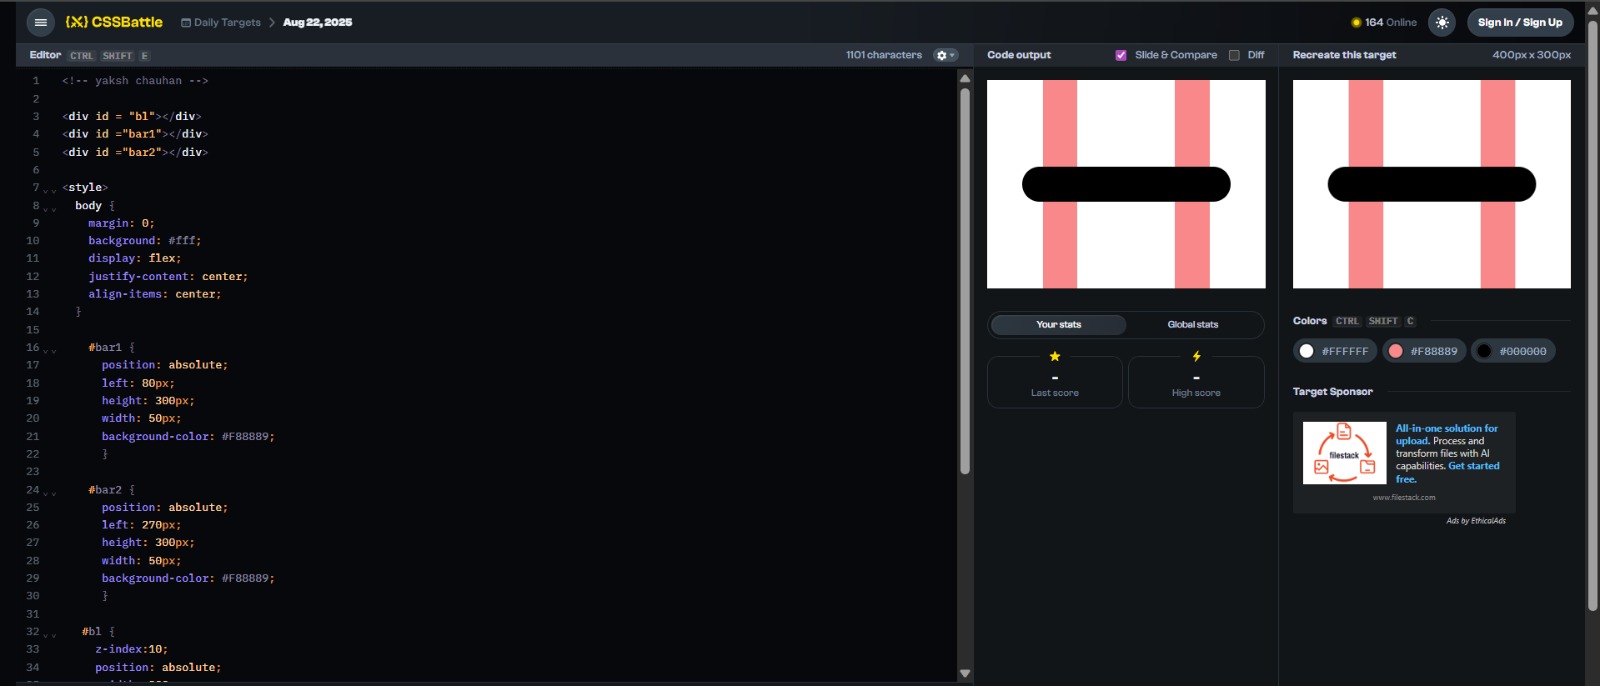 CSSBattle
Daily Targets > Aug 22, 2025
164 Online
Sign In / Sign Up
Editor CTRL SHIFT E
1101 characters
1 <!-- yaksh chauhan -->
2
3 <div id = "bl"></div>
4 <div id ="bar1"></div>
5 <div id ="bar2"></div>
6
7 <style>
8 body {
9 margin: 0;
10 background: #fff;
11 display: flex;
12 justify-content: center;
13 align-items: center;
14 }
15
16 #bar1 {
17 position: absolute;
18 left: 80px;
19 height: 300px;
20 width: 50px;
21 background-color: #F88889;
22 }
23
24 #bar2 {
25 position: absolute;
26 left: 270px;
27 height: 300px;
28 width: 50px;
29 background-color: #F88889;
30 }
31
32 #bl {
33 z-index:10;
34 position: absolute;
Code output
Slide & Compare
Diff
Your stats
Global stats
-
Last score
-
High score
Recreate this target
400px x 300px
Colors CTRL SHIFT C
#FFFFFF
#F88889
#000000
Target Sponsor
filestack
All-in-one solution for
upload. Process and
transform files with AI
capabilities. Get started
free.
www.filestack.com
Ads by EthicalAds